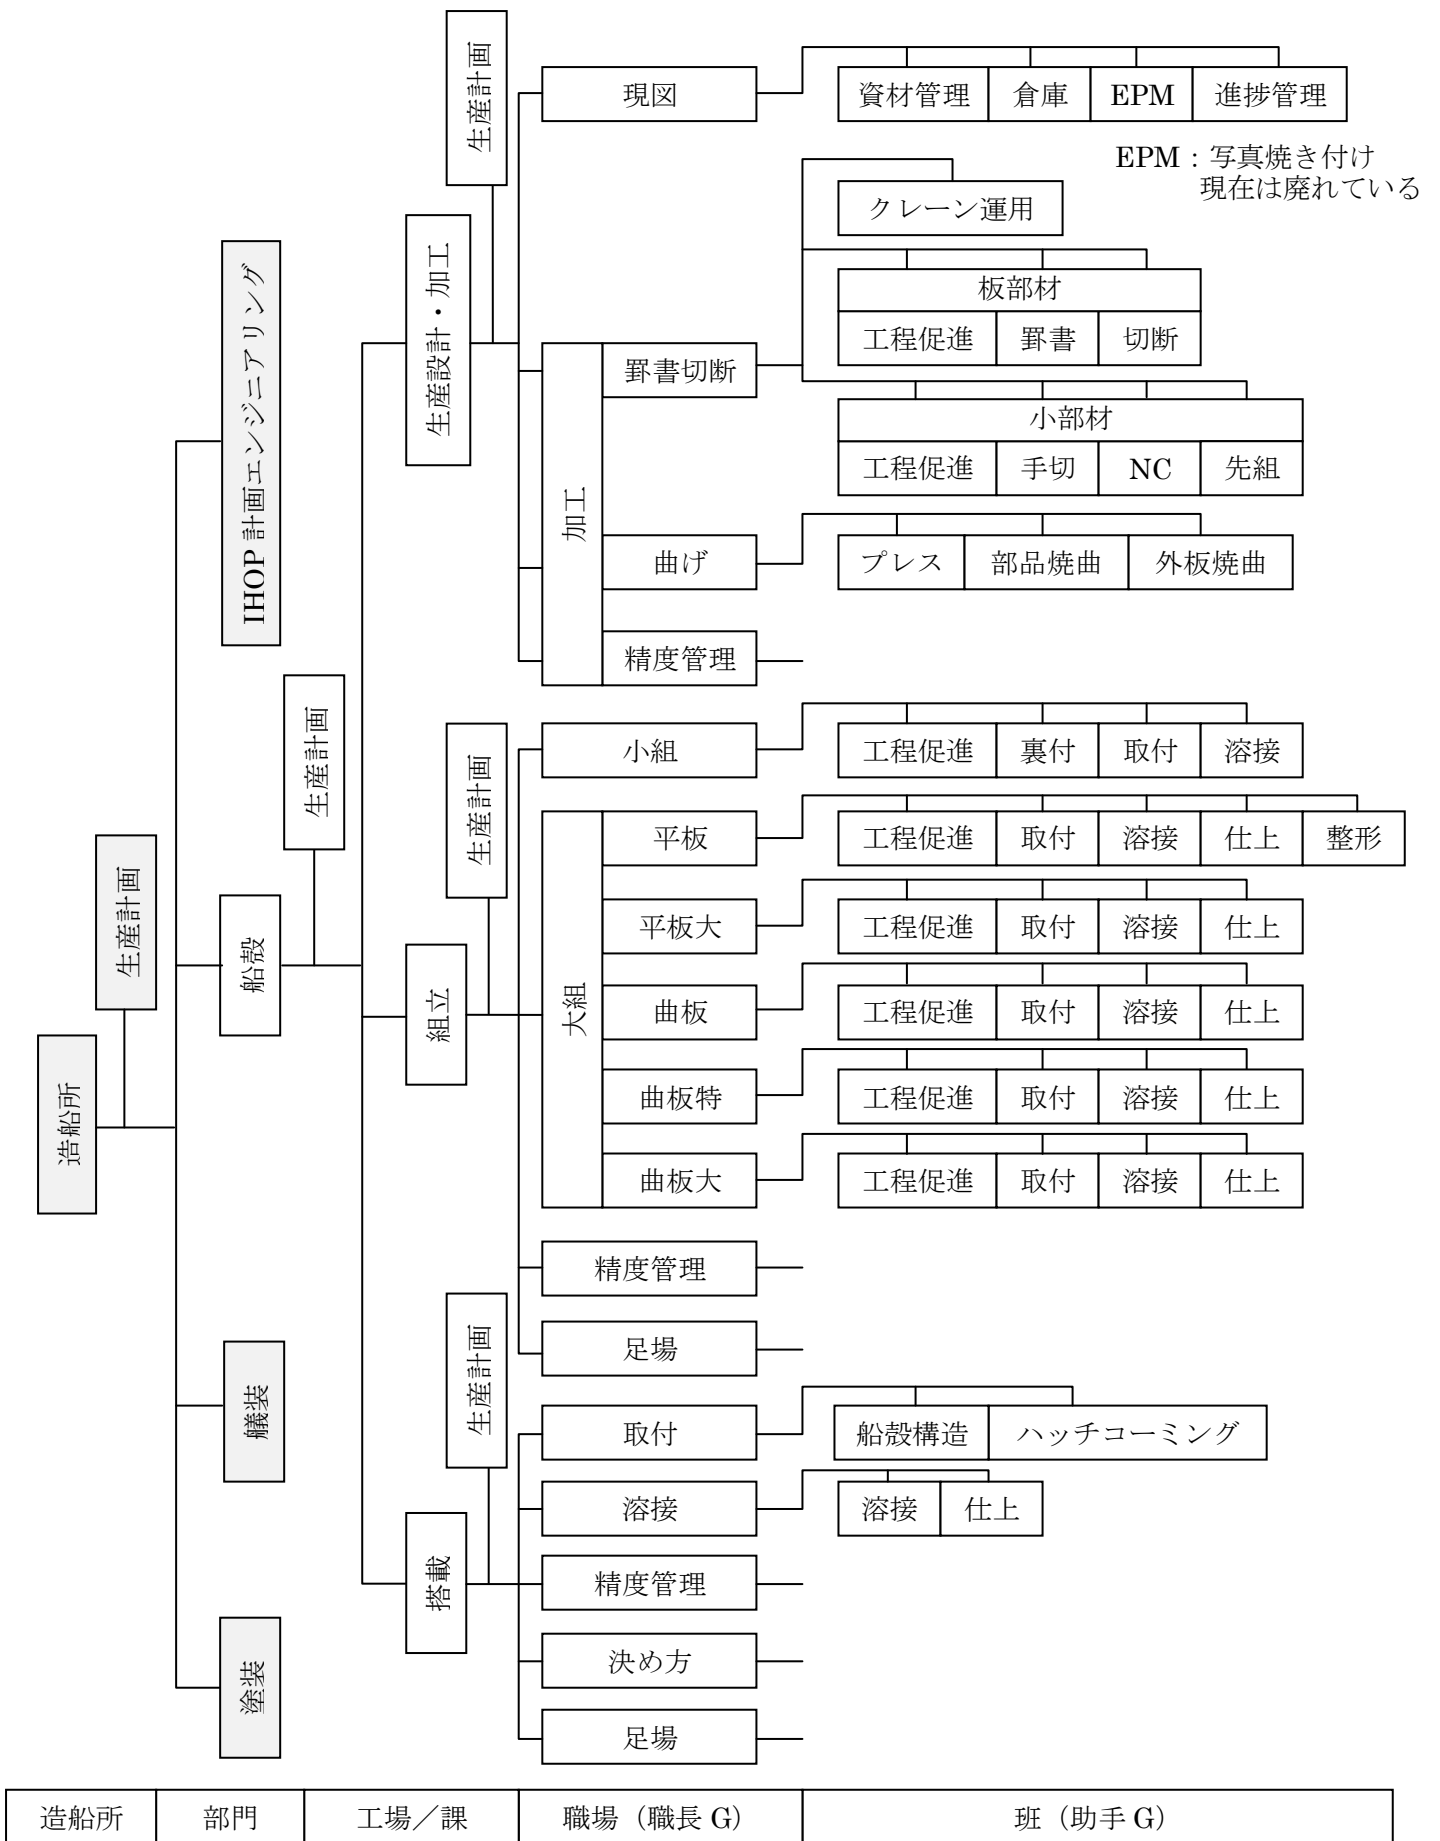 生産計画
現図
資材管理
倉庫
EPM
進捗管理
EPM：写真焼き付け
現在は廃れている
クレーン運用
IHOP 計画エンジニアリング
生産設計・加工
板部材
工程促進
罫書
切断
加工
罫書切断
小部材
工程促進
手切
NC
先組
曲げ
プレス
部品焼曲
外板焼曲
精度管理
生産計画
生産計画
小組
工程促進
裏付
取付
溶接
大組
平板
工程促進
取付
溶接
仕上
整形
生産計画
船殻
組立
平板大
工程促進
取付
溶接
仕上
曲板
工程促進
取付
溶接
仕上
造船所
曲板特
工程促進
取付
溶接
仕上
曲板大
工程促進
取付
溶接
仕上
精度管理
生産計画
足場
艤装
取付
船殻構造
ハッチコーミング
溶接
溶接
仕上
搭載
精度管理
塗装
決め方
足場
造船所
部門
工場／課
職場（職長 G）
班（助手 G）